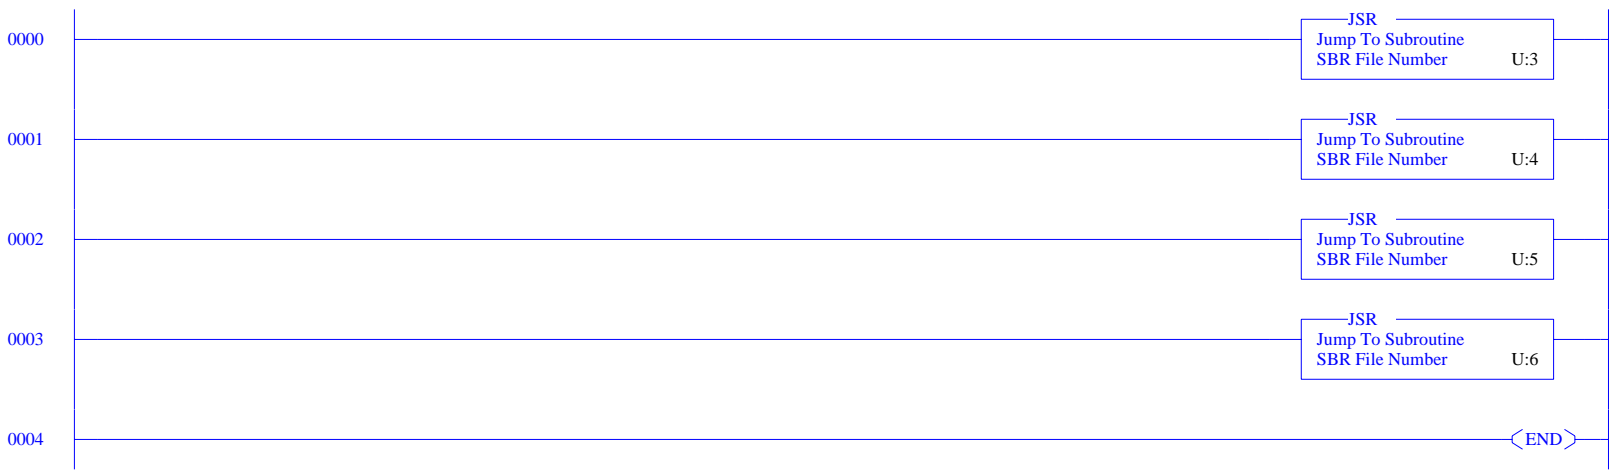 JSR
0000 Jump To Subroutine
SBR File Number U:3
JSR
0001 Jump To Subroutine
SBR File Number U:4
JSR
0002 Jump To Subroutine
SBR File Number U:5
JSR
0003 Jump To Subroutine
SBR File Number U:6
0004 END